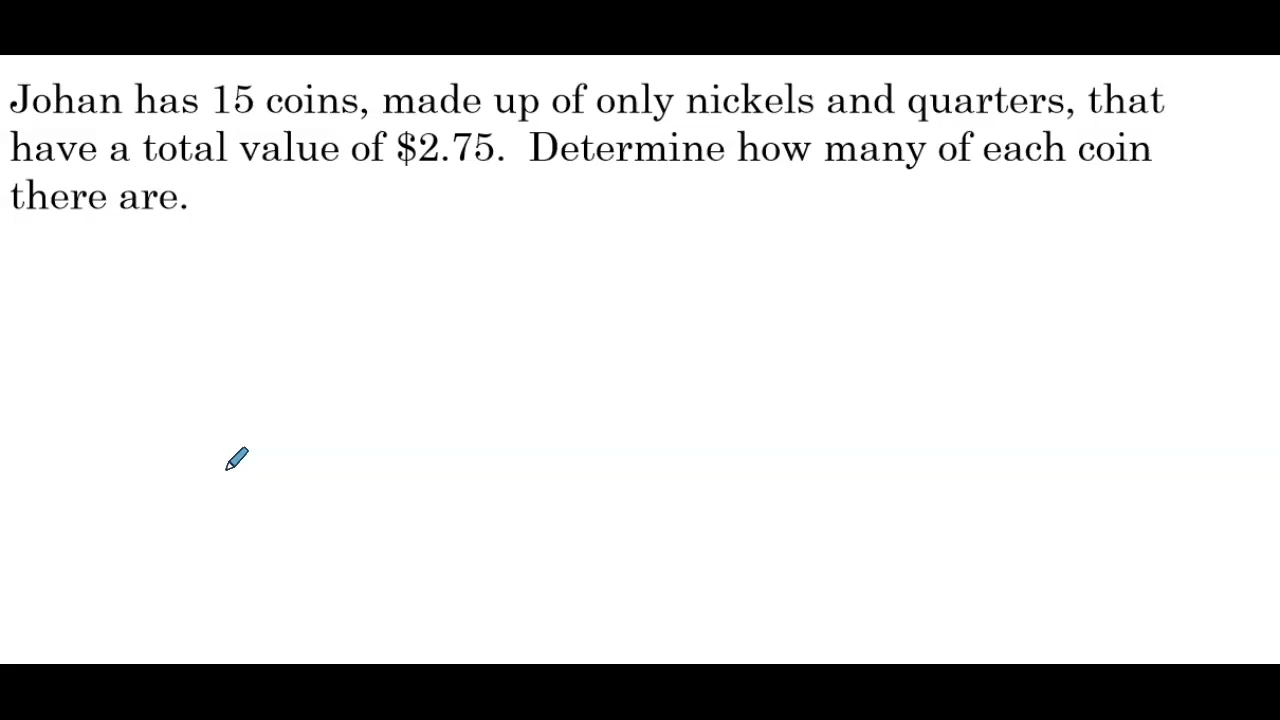 Johan has 15 coins, made up of only nickels and quarters, that
have a total value of $2.75.  Determine how many of each coin
there are.